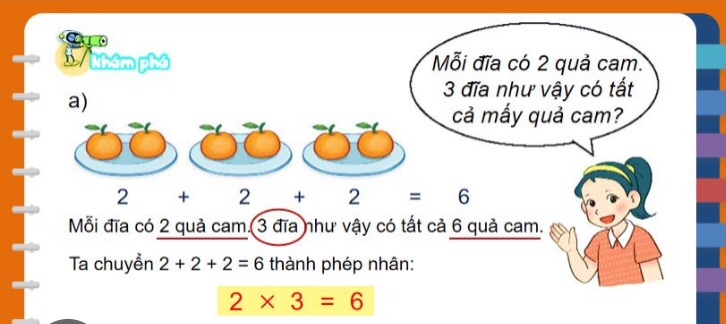 Khám phá
Mỗi đĩa có 2 quả cam.
3 đĩa như vậy có tất
cả mấy quả cam?
a)
2 + 2 + 2 = 6
Mỗi đĩa có 2 quả cam. 3 đĩa như vậy có tất cả 6 quả cam.
Ta chuyển 2 + 2 + 2 = 6 thành phép nhân:
2 × 3 = 6